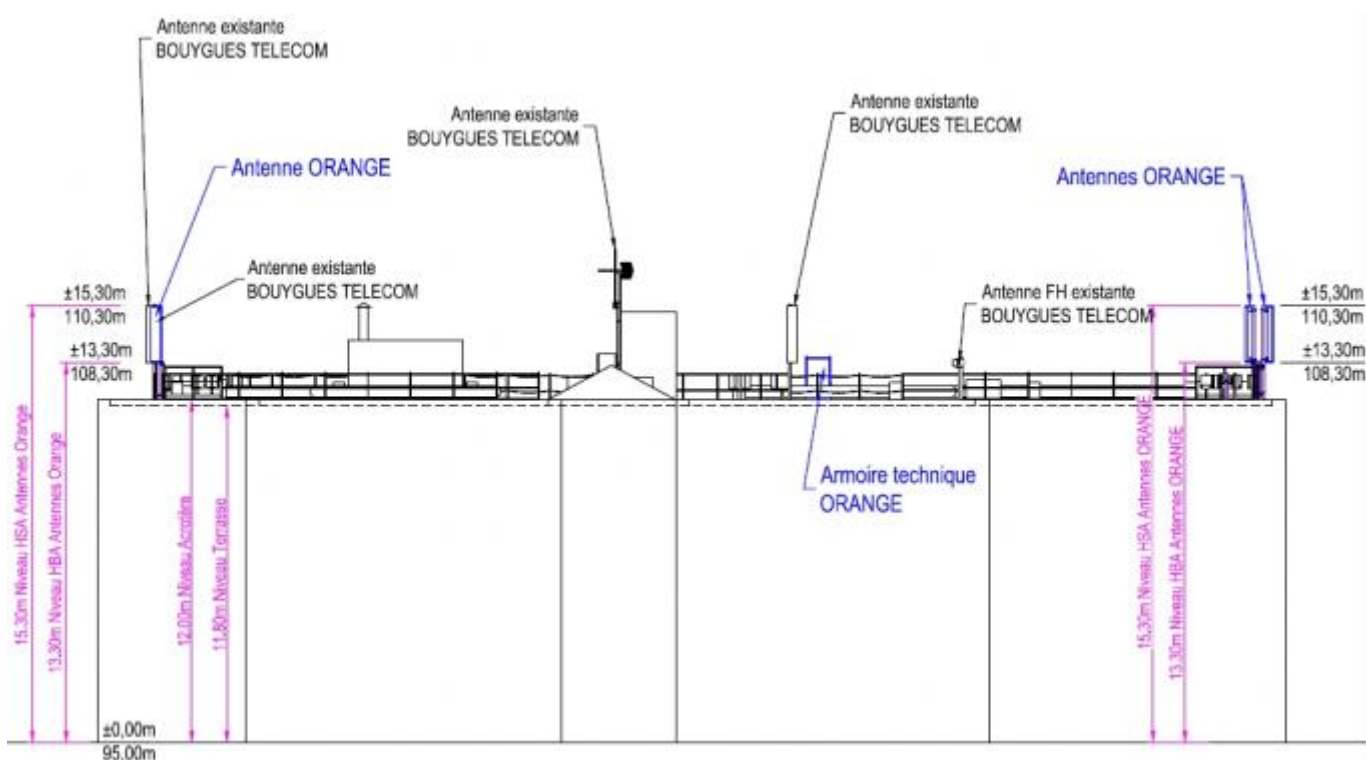 Antenne existante
BOUYGUES TELECOM
Antenne existante
BOUYGUES TELECOM
Antenne existante
BOUYGUES TELECOM
Antenne ORANGE
Antennes ORANGE
Antenne existante
BOUYGUES TELECOM
Antenne FH existante
BOUYGUES TELECOM
±15,30m
110,30m
±15,30m
110,30m
±13,30m
108,30m
±13,30m
108,30m
Armoire technique
ORANGE
15,30m Niveau HSA Antennes Orange
13,30m Niveau HBA Antennes Orange
12,00m Niveau Acrotère
11,80m Niveau Terrasse
15,30m Niveau HSA Antennes ORANGE
13,30m Niveau HBA Antennes ORANGE
±0,00m
95,00m